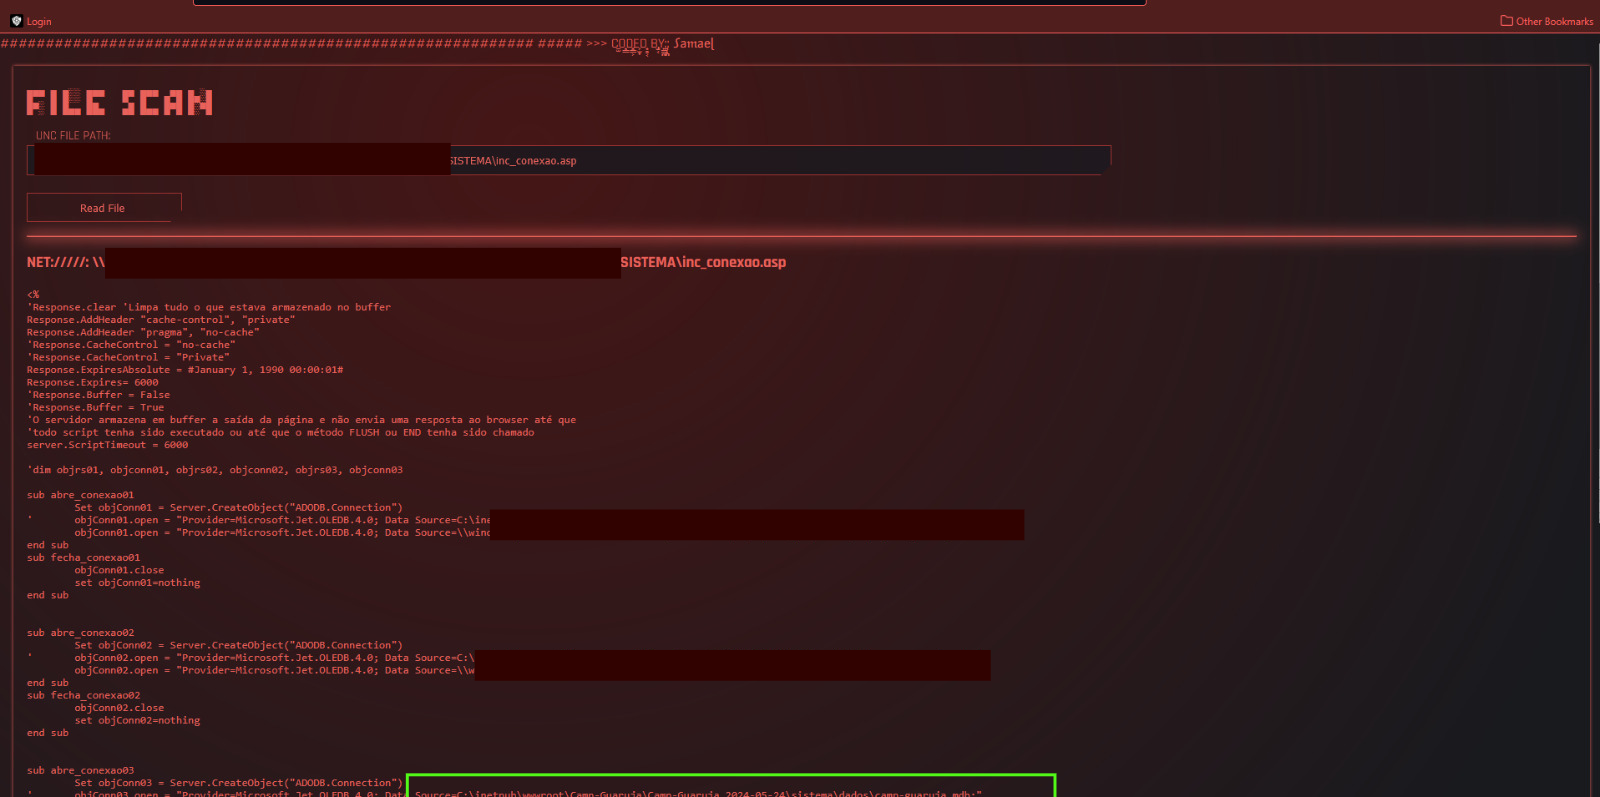 Login
Other Bookmarks
########################################################### ##### >>> CODED BY: Samael
FILE SCAN
UNC FILE PATH:
SISTEMA\inc_conexao.asp
Read File
NET://///: \\ SISTEMA\inc_conexao.asp
<%
'Response.clear 'Limpa tudo o que estava armazenado no buffer
Response.AddHeader "cache-control", "private"
Response.AddHeader "pragma", "no-cache"
'Response.CacheControl = "no-cache"
'Response.CacheControl = "Private"
Response.ExpiresAbsolute = #January 1, 1990 00:00:01#
Response.Expires= 6000
'Response.Buffer = False
'Response.Buffer = True
'O servidor armazena em buffer a saída da página e não envia uma resposta ao browser até que
'todo script tenha sido executado ou até que o método FLUSH ou END tenha sido chamado
server.ScriptTimeout = 6000
'dim objrs01, objconn01, objrs02, objconn02, objrs03, objconn03
sub abre_conexao01
Set objConn01 = Server.CreateObject("ADODB.Connection")
' objConn01.open = "Provider=Microsoft.Jet.OLEDB.4.0; Data Source=C:\ine
objConn01.open = "Provider=Microsoft.Jet.OLEDB.4.0; Data Source=\\wind
end sub
sub fecha_conexao01
objConn01.close
set objConn01=nothing
end sub
sub abre_conexao02
Set objConn02 = Server.CreateObject("ADODB.Connection")
' objConn02.open = "Provider=Microsoft.Jet.OLEDB.4.0; Data Source=C:\
objConn02.open = "Provider=Microsoft.Jet.OLEDB.4.0; Data Source=\\w
end sub
sub fecha_conexao02
objConn02.close
set objConn02=nothing
end sub
sub abre_conexao03
Set objConn03 = Server.CreateObject("ADODB.Connection")
' objConn03.open = "Provider=Microsoft.Jet.OLEDB.4.0; Data Source=C:\inetpub\wwwroot\Camp-Guaruja\Camp-Guaruja_2024-05-24\sistema\dados\camp-guaruja.mdb;"